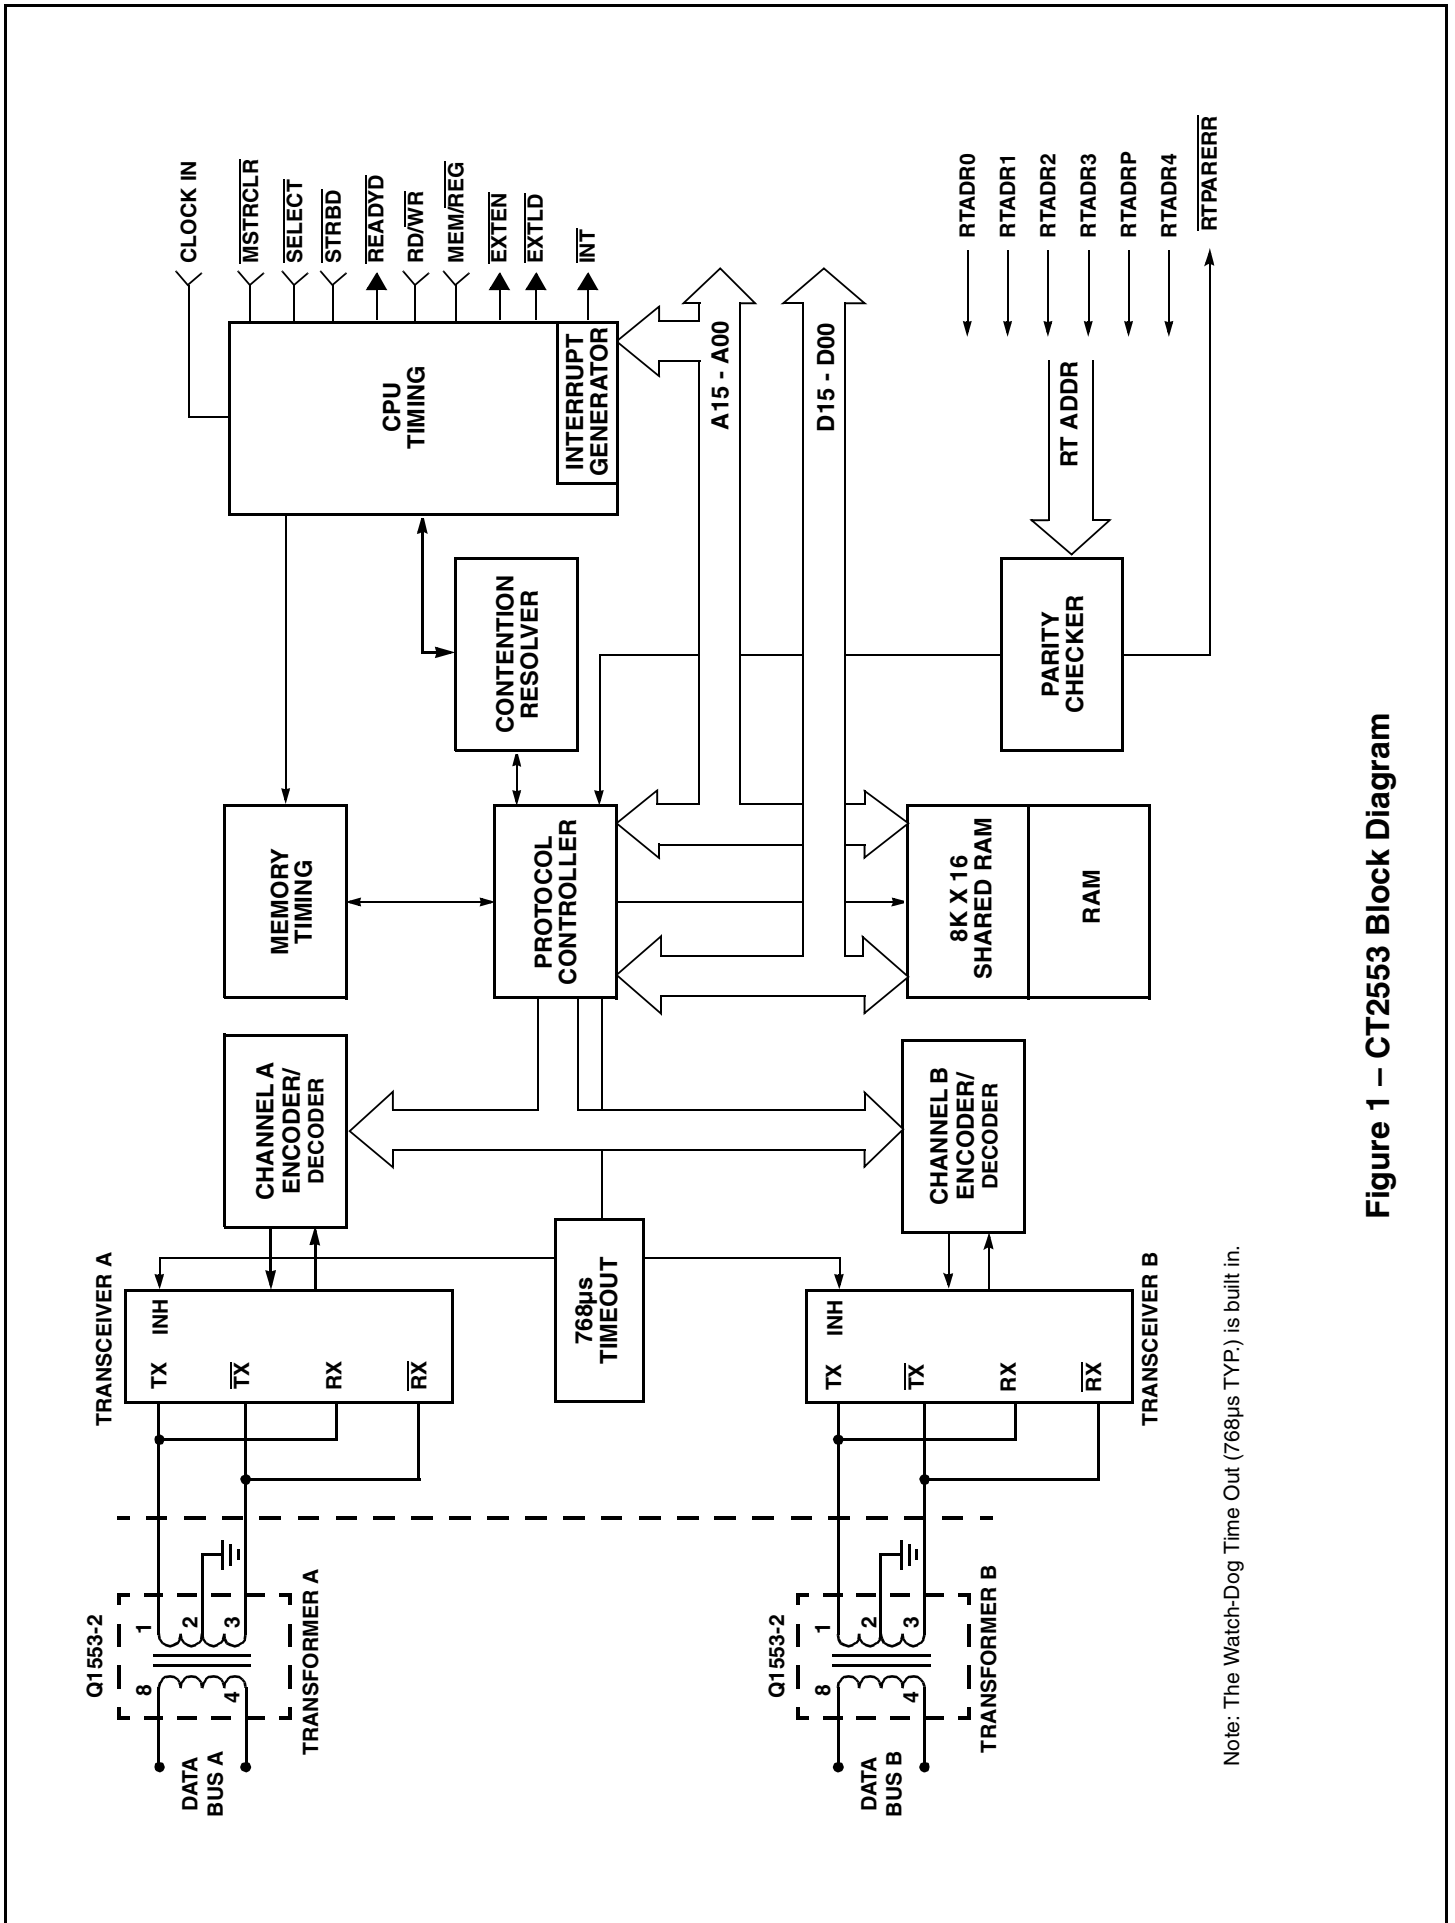 Q1553-2
8
1
2
4
3
DATA
BUS A
TRANSFORMER A
TRANSCEIVER A
TX
INH
TX
RX
RX
CHANNEL A
ENCODER/
DECODER
MEMORY
TIMING
CPU
TIMING
INTERRUPT
GENERATOR
CLOCK IN
MSTRCLR
SELECT
STRBD
READYD
RD/WR
MEM/REG
EXTEN
EXTLD
INT
PROTOCOL
CONTROLLER
CONTENTION
RESOLVER
768µs
TIMEOUT
A15 - A00
D15 - D00
Q1553-2
8
1
2
4
3
DATA
BUS B
TRANSFORMER B
TX
INH
TX
RX
RX
TRANSCEIVER B
CHANNEL B
ENCODER/
DECODER
8K X 16
SHARED RAM
RAM
PARITY
CHECKER
RT ADDR
RTADR0
RTADR1
RTADR2
RTADR3
RTADRP
RTADR4
RTPARERR
Note: The Watch-Dog Time Out (768µs TYP.) is built in.
Figure 1 – CT2553 Block Diagram